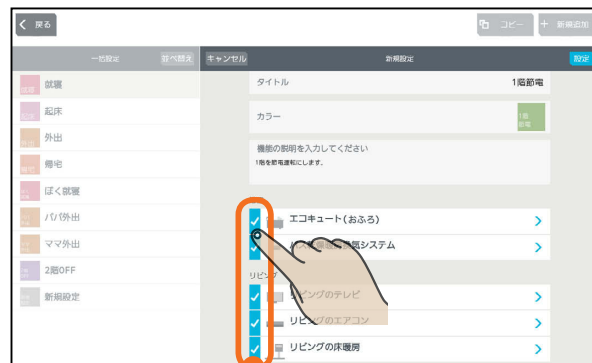 戻る
コピー
新規追加
一括設定
並べ替え
キャンセル
新規設定
設定
就寝
起床
外出
帰宅
ぼく就寝
パパ外出
ママ外出
2階OFF
新規設定
タイトル
1階節電
カラー
1階
節電
機能の説明を入力してください
1階を節電運転にします。
エコキュート(おふろ)
気システム
リビング
リビングのテレビ
リビングのエアコン
リビングの床暖房